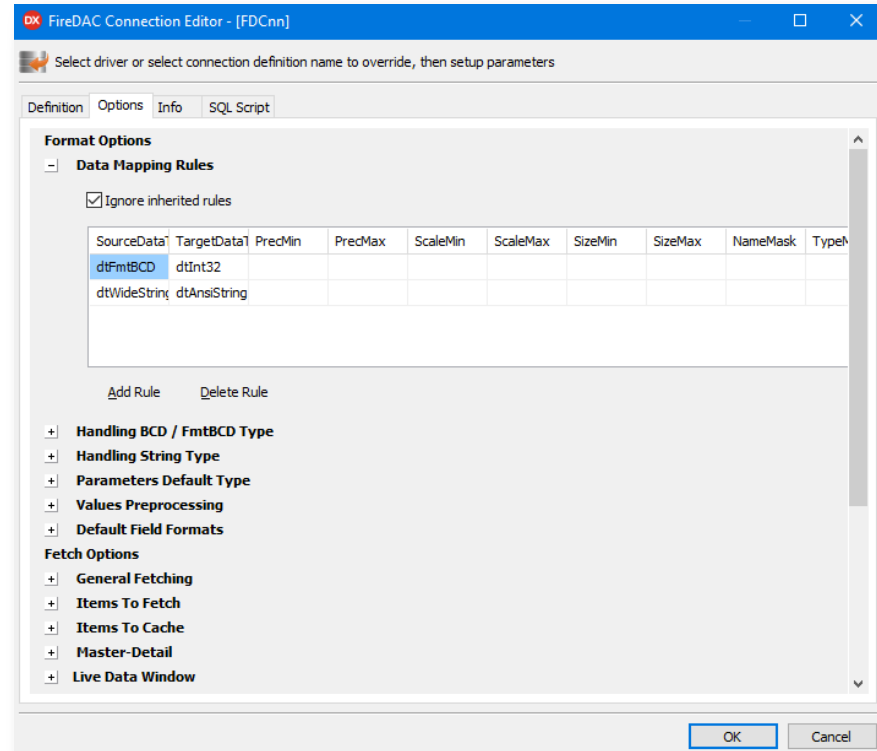 DX FireDAC Connection Editor - [FDCnn]
Select driver or select connection definition name to override, then setup parameters
Definition Options Info SQL Script
Format Options
Data Mapping Rules
Ignore inherited rules
SourceDataT TargetDataT PrecMin PrecMax ScaleMin ScaleMax SizeMin SizeMax NameMask TypeM
dtFmtBCD dtInt32
dtWideString dtAnsiString
Add Rule Delete Rule
Handling BCD / FmtBCD Type
Handling String Type
Parameters Default Type
Values Preprocessing
Default Field Formats
Fetch Options
General Fetching
Items To Fetch
Items To Cache
Master-Detail
Live Data Window
OK Cancel